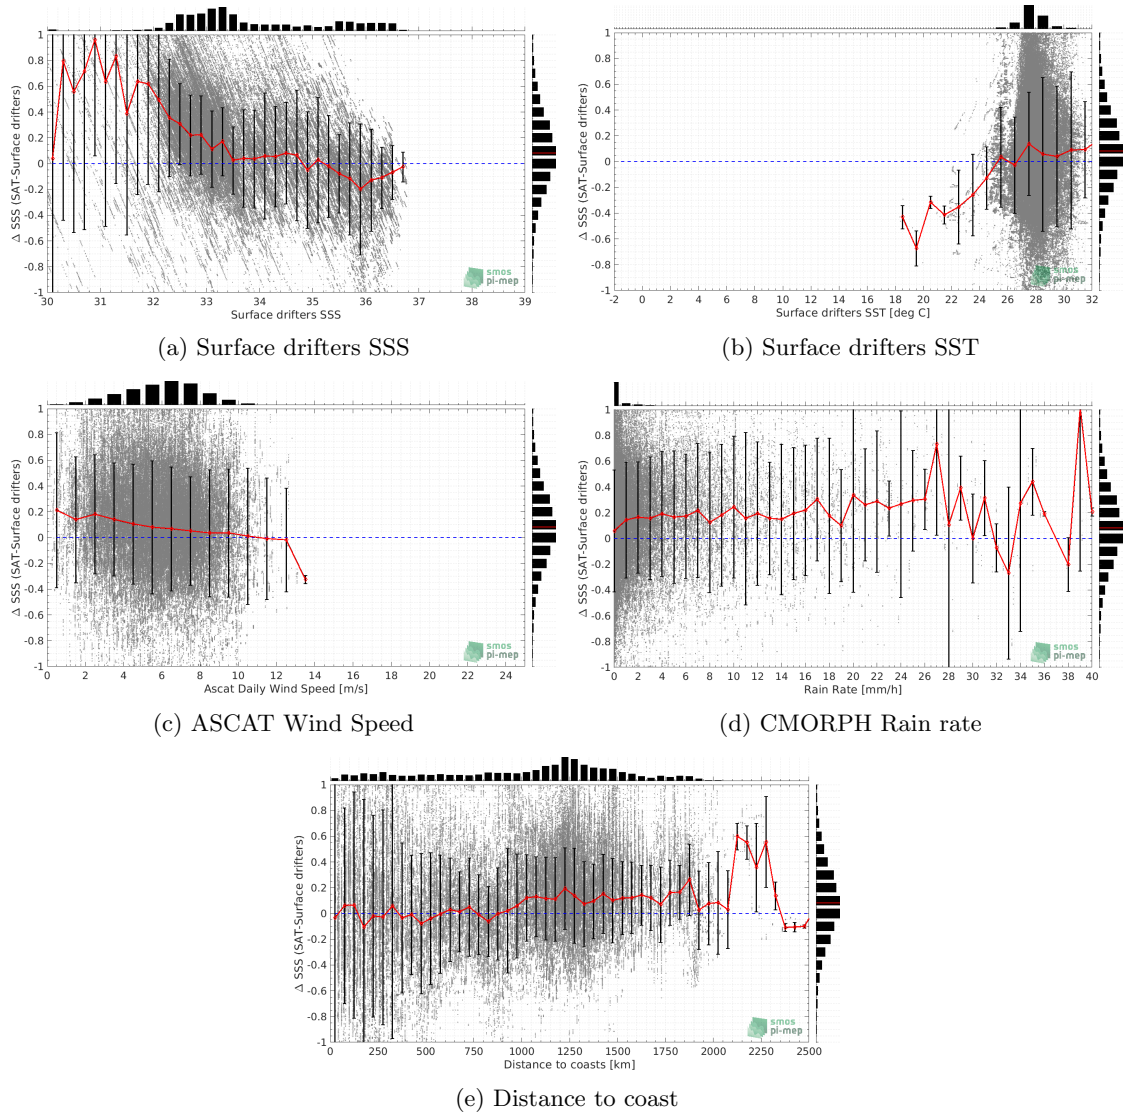 Δ SSS (SAT-Surface drifters)
1
0.8
0.6
0.4
0.2
0
-0.2
-0.4
-0.6
-0.8
-1
30 31 32 33 34 35 36 37 38 39
Surface drifters SSS
smos
pi-mep
(a) Surface drifters SSS
Δ SSS (SAT-Surface drifters)
1
0.8
0.6
0.4
0.2
0
-0.2
-0.4
-0.6
-0.8
-1
-2 0 2 4 6 8 10 12 14 16 18 20 22 24 26 28 30 32
Surface drifters SST [deg C]
smos
pi-mep
(b) Surface drifters SST
Δ SSS (SAT-Surface drifters)
1
0.8
0.6
0.4
0.2
0
-0.2
-0.4
-0.6
-0.8
-1
0 2 4 6 8 10 12 14 16 18 20 22 24
Ascat Daily Wind Speed [m/s]
smos
pi-mep
(c) ASCAT Wind Speed
Δ SSS (SAT-Surface drifters)
1
0.8
0.6
0.4
0.2
0
-0.2
-0.4
-0.6
-0.8
-1
0 2 4 6 8 10 12 14 16 18 20 22 24 26 28 30 32 34 36 38 40
Rain Rate [mm/h]
smos
pi-mep
(d) CMORPH Rain rate
Δ SSS (SAT-Surface drifters)
1
0.8
0.6
0.4
0.2
0
-0.2
-0.4
-0.6
-0.8
-1
0 250 500 750 1000 1250 1500 1750 2000 2250 2500
Distance to coasts [km]
smos
pi-mep
(e) Distance to coast